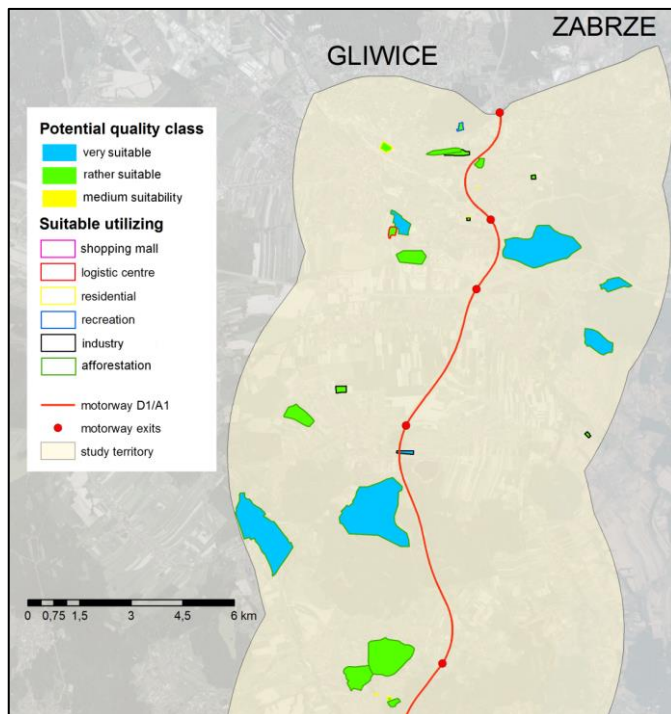 ZABRZE
GLIWICE
Potential quality class
very suitable
rather suitable
medium suitability
Suitable utilizing
shopping mall
logistic centre
residential
recreation
industry
afforestation
motorway D1/A1
motorway exits
study territory
0 0,75 1,5 3 4,5 6 km